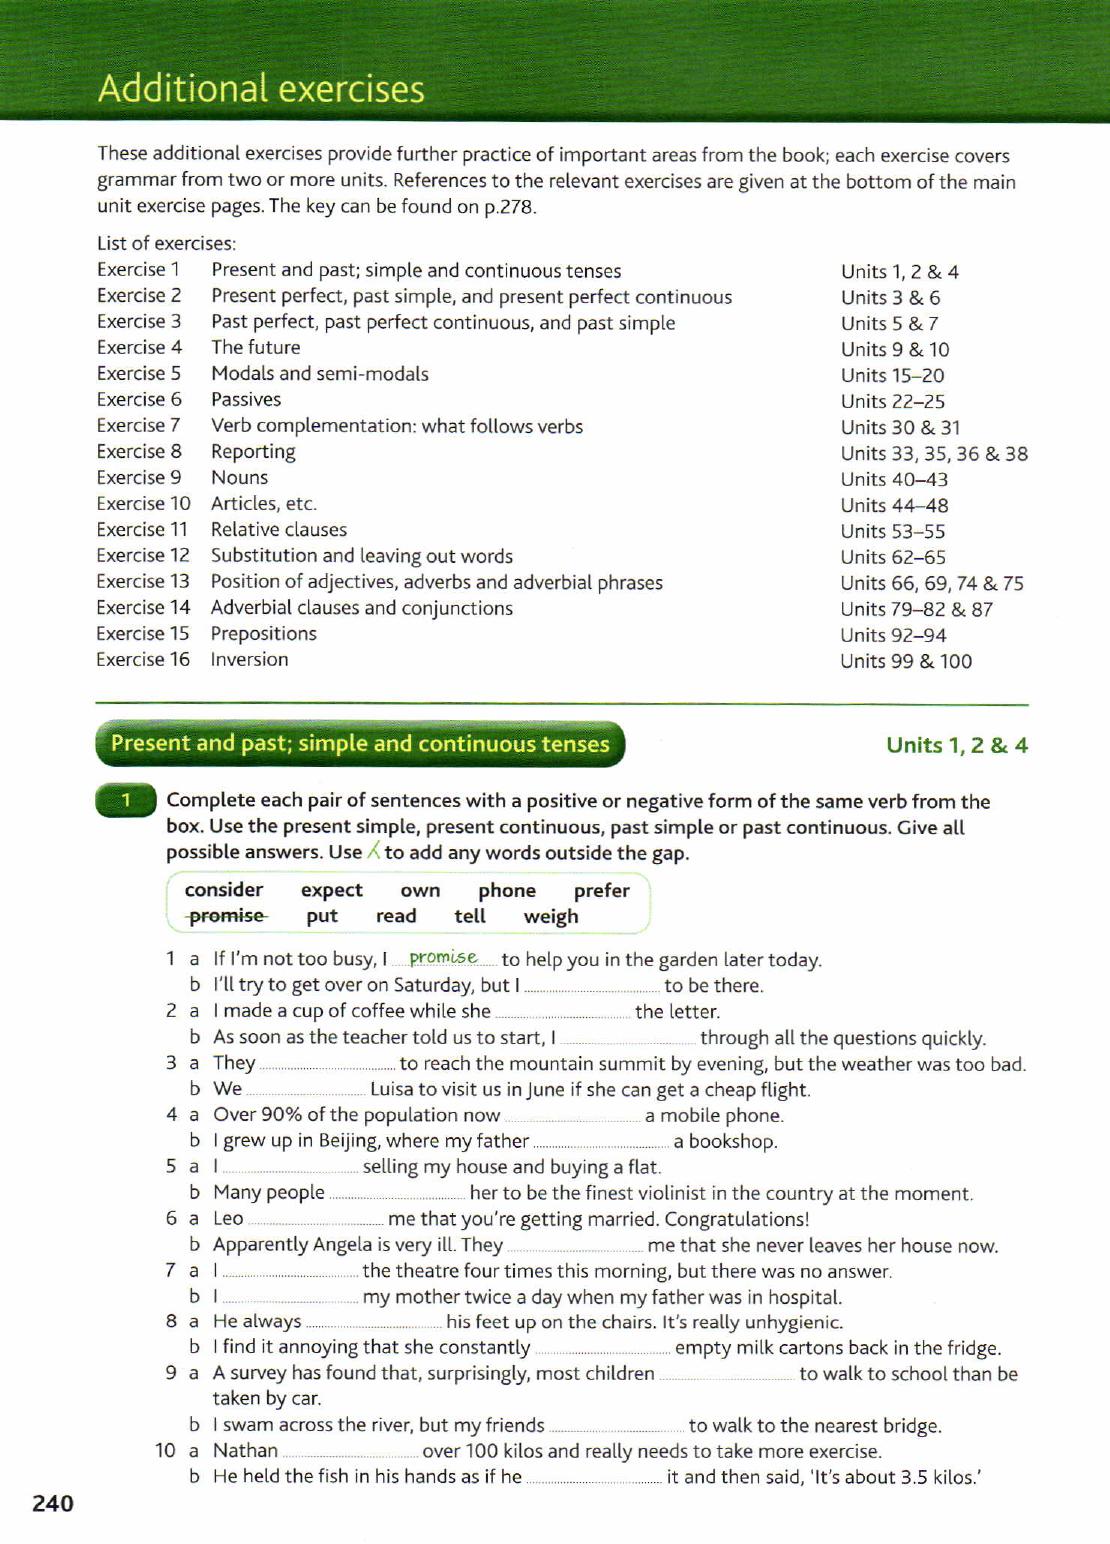 Additional exercises
These additional exercises provide further practice of important areas from the book; each exercise covers
grammar from two or more units. References to the relevant exercises are given at the bottom of the main
unit exercise pages. The key can be found on p.278.
List of exercises:
Exercise 1 Present and past; simple and continuous tenses Units 1, 2 & 4
Exercise 2 Present perfect, past simple, and present perfect continuous Units 3 & 6
Exercise 3 Past perfect, past perfect continuous, and past simple Units 5 & 7
Exercise 4 The future Units 9 & 10
Exercise 5 Modals and semi-modals Units 15–20
Exercise 6 Passives Units 22–25
Exercise 7 Verb complementation: what follows verbs Units 30 & 31
Exercise 8 Reporting Units 33, 35, 36 & 38
Exercise 9 Nouns Units 40–43
Exercise 10 Articles, etc. Units 44–48
Exercise 11 Relative clauses Units 53–55
Exercise 12 Substitution and leaving out words Units 62–65
Exercise 13 Position of adjectives, adverbs and adverbial phrases Units 66, 69, 74 & 75
Exercise 14 Adverbial clauses and conjunctions Units 79–82 & 87
Exercise 15 Prepositions Units 92–94
Exercise 16 Inversion Units 99 & 100
Present and past; simple and continuous tenses Units 1, 2 & 4
1 Complete each pair of sentences with a positive or negative form of the same verb from the
box. Use the present simple, present continuous, past simple or past continuous. Give all
possible answers. Use ⁁ to add any words outside the gap.
consider expect own phone prefer
promise put read tell weigh
1 a If I'm not too busy, I promise to help you in the garden later today.
b I'll try to get over on Saturday, but I ............ to be there.
2 a I made a cup of coffee while she ............ the letter.
b As soon as the teacher told us to start, I ............ through all the questions quickly.
3 a They ............ to reach the mountain summit by evening, but the weather was too bad.
b We ............ Luisa to visit us in June if she can get a cheap flight.
4 a Over 90% of the population now ............ a mobile phone.
b I grew up in Beijing, where my father ............ a bookshop.
5 a I ............ selling my house and buying a flat.
b Many people ............ her to be the finest violinist in the country at the moment.
6 a Leo ............ me that you're getting married. Congratulations!
b Apparently Angela is very ill. They ............ me that she never leaves her house now.
7 a I ............ the theatre four times this morning, but there was no answer.
b I ............ my mother twice a day when my father was in hospital.
8 a He always ............ his feet up on the chairs. It's really unhygienic.
b I find it annoying that she constantly ............ empty milk cartons back in the fridge.
9 a A survey has found that, surprisingly, most children ............ to walk to school than be
taken by car.
b I swam across the river, but my friends ............ to walk to the nearest bridge.
10 a Nathan ............ over 100 kilos and really needs to take more exercise.
b He held the fish in his hands as if he ............ it and then said, 'It's about 3.5 kilos.'
240